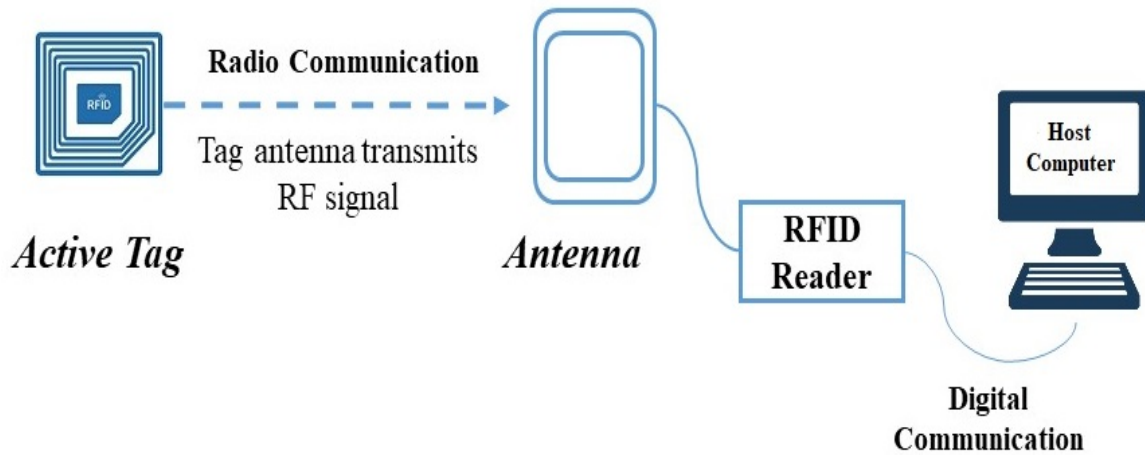 RFID
Radio Communication
Tag antenna transmits
RF signal
Active Tag
Antenna
RFID
Reader
Host
Computer
Digital
Communication